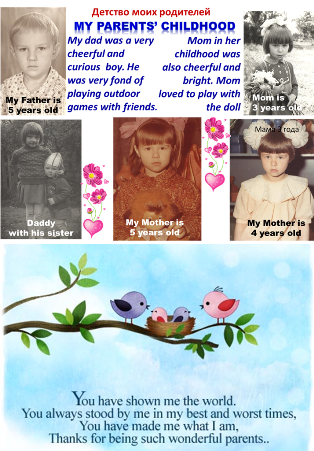 Детство моих родителей
MY PARENTS' CHILDHOOD
My dad was a very
cheerful and
curious boy. He
was very fond of
playing outdoor
games with friends.
Mom in her
childhood was
also cheerful and
bright. Mom
loved to play with
the doll
My Father is
5 years old
Mom is
3 years old
Daddy
with his sister
My Mother is
5 years old
Мама 3 года
My Mother is
4 years old
You have shown me the world.
You always stood by me in my best and worst times,
You have made me what I am,
Thanks for being such wonderful parents..